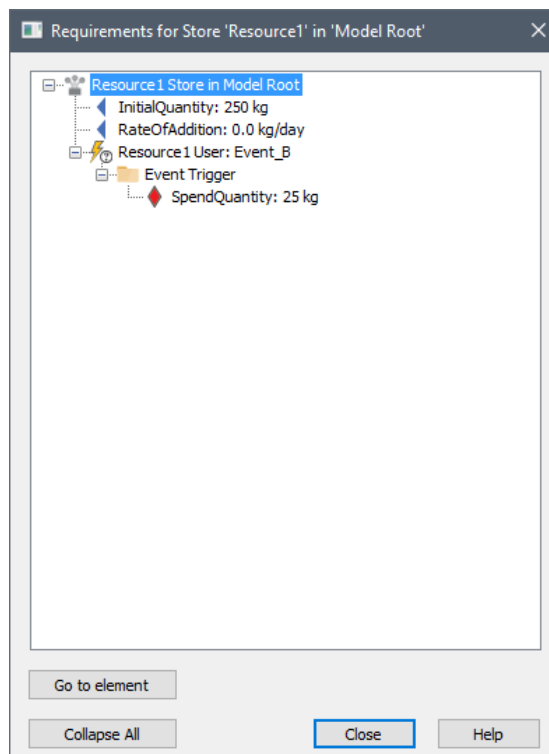 Requirements for Store 'Resource1' in 'Model Root'
Resource1 Store in Model Root
InitialQuantity: 250 kg
RateOfAddition: 0.0 kg/day
Resource1 User: Event_B
Event Trigger
SpendQuantity: 25 kg
Go to element
Collapse All
Close
Help